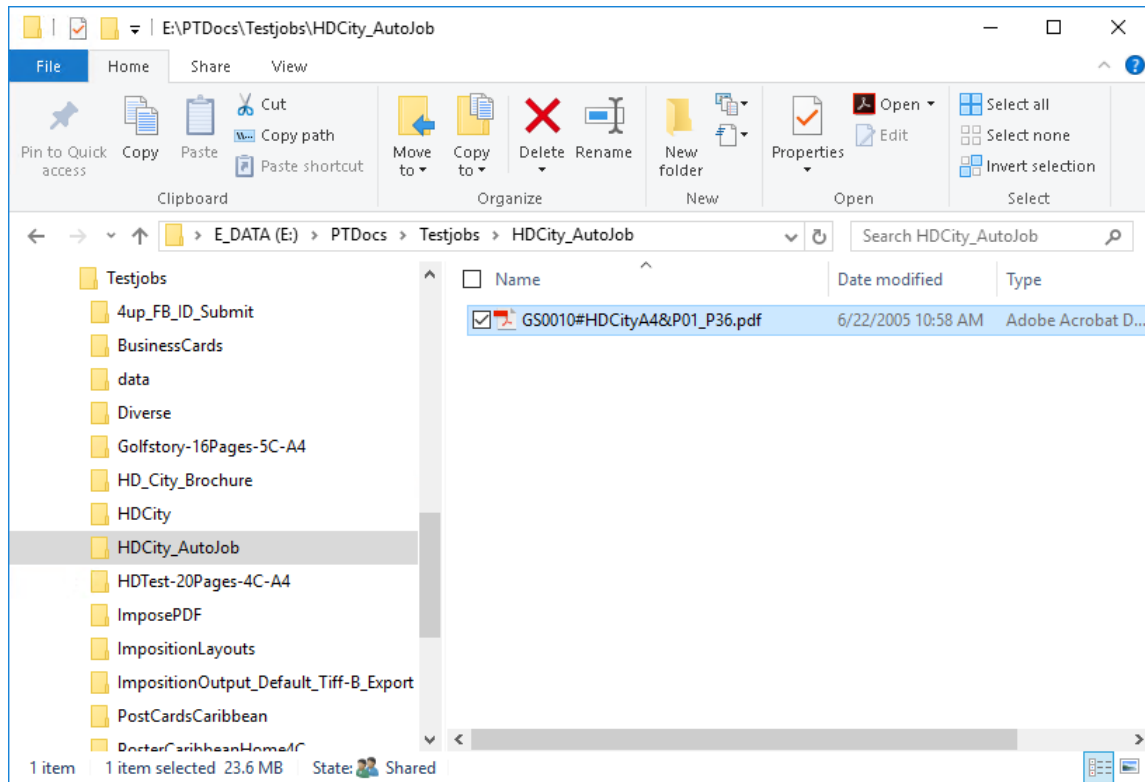 E:\PTDocs\Testjobs\HDCity_AutoJob
File Home Share View
Pin to Quick access
Copy
Paste
Cut
Copy path
Paste shortcut
Clipboard
Move to
Copy to
Delete
Rename
Organize
New folder
New
Properties
Open
Edit
Open
Select all
Select none
Invert selection
Select
E_DATA (E:) > PTDocs > Testjobs > HDCity_AutoJob
Search HDCity_AutoJob
Testjobs
4up_FB_ID_Submit
BusinessCards
data
Diverse
Golfstory-16Pages-5C-A4
HD_City_Brochure
HDCity
HDCity_AutoJob
HDTest-20Pages-4C-A4
ImposePDF
ImpositionLayouts
ImpositionOutput_Default_Tiff-B_Export
PostCardsCaribbean
PosterCaribbeanHome4C
Name Date modified Type
GS0010#HDCityA4&P01_P36.pdf 6/22/2005 10:58 AM Adobe Acrobat D...
1 item 1 item selected 23.6 MB State: Shared